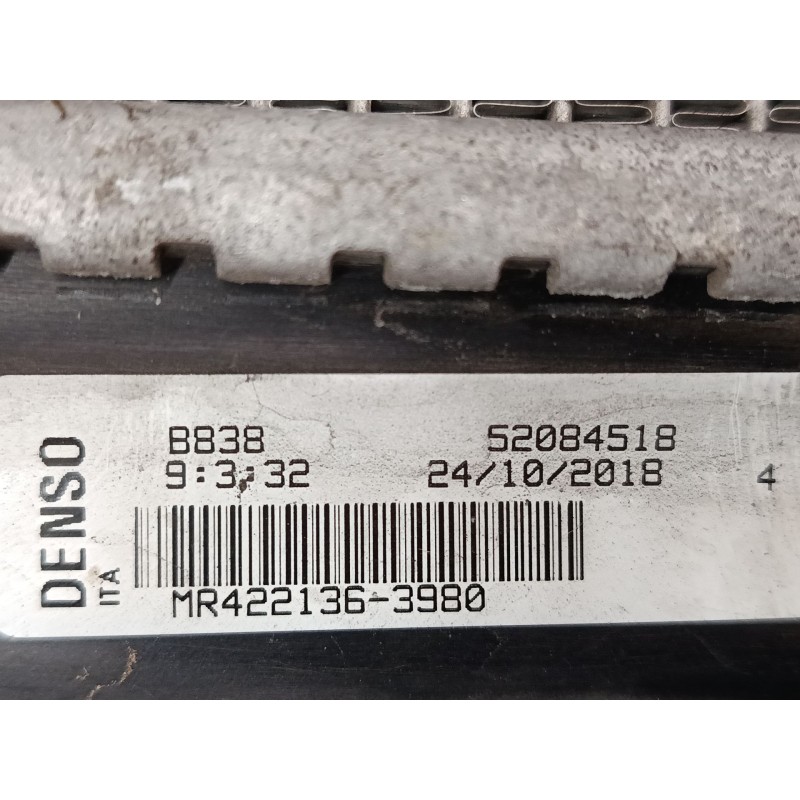 DENSO
ITA
B838 52084518
9:3:32 24/10/2018 4
MR422136-3980